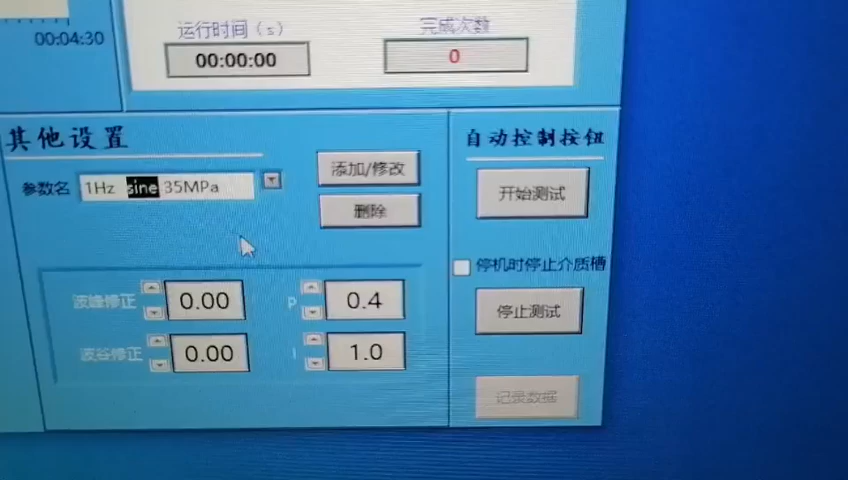 00:04:30
运行时间（s）
00:00:00
完成次数
0
其他设置
参数名
1Hz sine 35MPa
添加/修改
删除
波峰修正
0.00
p
0.4
波谷修正
0.00
i
1.0
自动控制按钮
开始测试
停机时停止介质槽
停止测试
记录数据